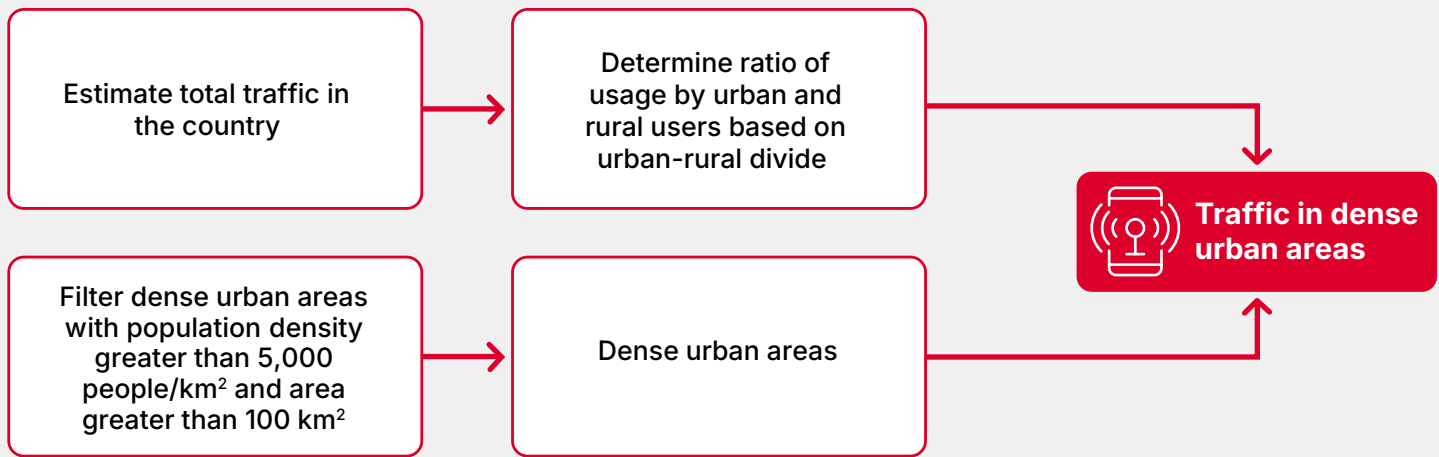 Estimate total traffic in
the country
Determine ratio of
usage by urban and
rural users based on
urban-rural divide
Traffic in dense
urban areas
Filter dense urban areas
with population density
greater than 5,000
people/km² and area
greater than 100 km²
Dense urban areas